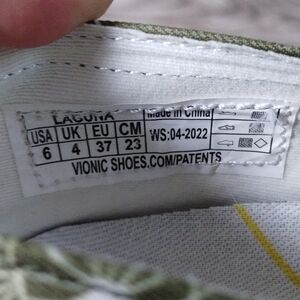 LAGUNA
Made in China
USA UK EU CM
6 4 37 23
WS:04-2022
VIONIC SHOES.COM/PATENTS